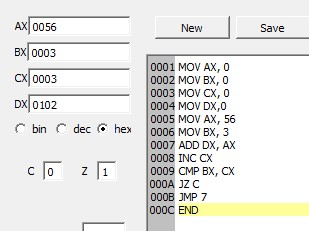 New Save
AX 0056
BX 0003
CX 0003
DX 0102
bin dec hex
C 0 Z 1
0001 MOV AX, 0
0002 MOV BX, 0
0003 MOV CX, 0
0004 MOV DX,0
0005 MOV AX, 56
0006 MOV BX, 3
0007 ADD DX, AX
0008 INC CX
0009 CMP BX, CX
000A JZ C
000B JMP 7
000C END